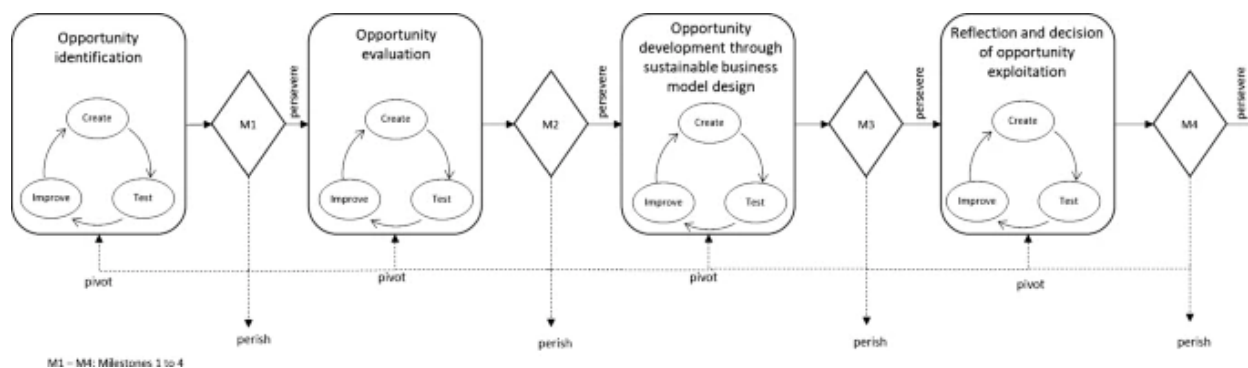 Opportunity
identification
Create
Improve
Test
M1
persevere
perish
pivot
Opportunity
evaluation
Create
Improve
Test
M2
persevere
perish
pivot
Opportunity
development through
sustainable business
model design
Create
Improve
Test
M3
persevere
perish
pivot
Reflection and decision
of opportunity
exploitation
Create
Improve
Test
M4
persevere
perish
pivot
M1 – M4: Milestones 1 to 4